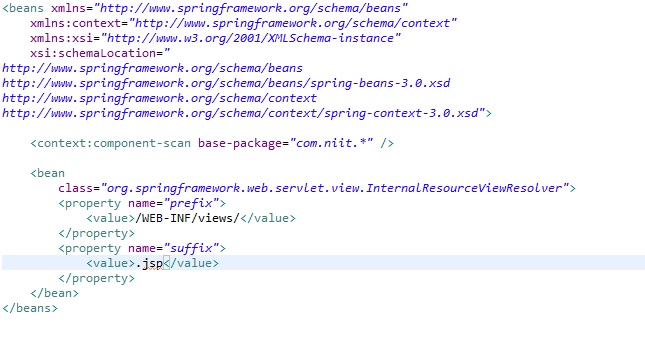 <beans xmlns="http://www.springframework.org/schema/beans"
    xmlns:context="http://www.springframework.org/schema/context"
    xmlns:xsi="http://www.w3.org/2001/XMLSchema-instance"
    xsi:schemaLocation="
http://www.springframework.org/schema/beans
http://www.springframework.org/schema/beans/spring-beans-3.0.xsd
http://www.springframework.org/schema/context
http://www.springframework.org/schema/context/spring-context-3.0.xsd">
    <context:component-scan base-package="com.niit.*" />
    <bean
        class="org.springframework.web.servlet.view.InternalResourceViewResolver">
        <property name="prefix">
            <value>/WEB-INF/views/</value>
        </property>
        <property name="suffix">
            <value>.jsp</value>
        </property>
    </bean>
</beans>